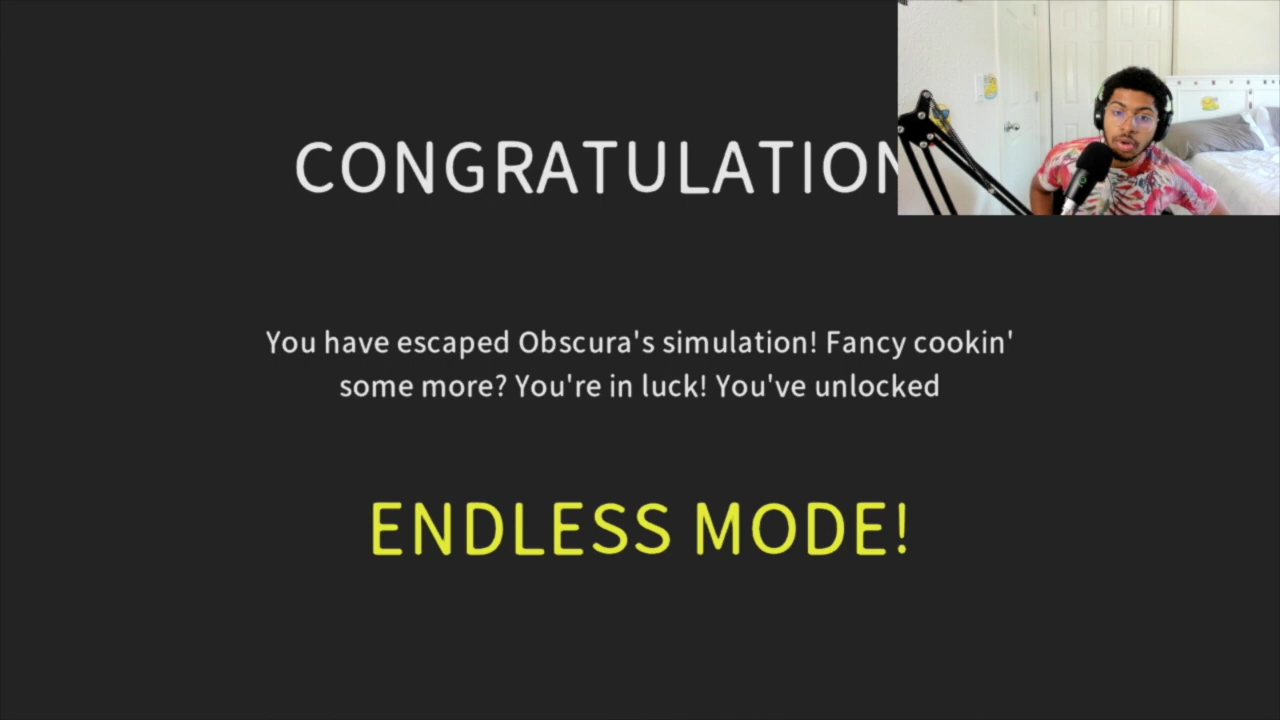 CONGRATULATION
You have escaped Obscura's simulation! Fancy cookin'
some more? You're in luck! You've unlocked
ENDLESS MODE!